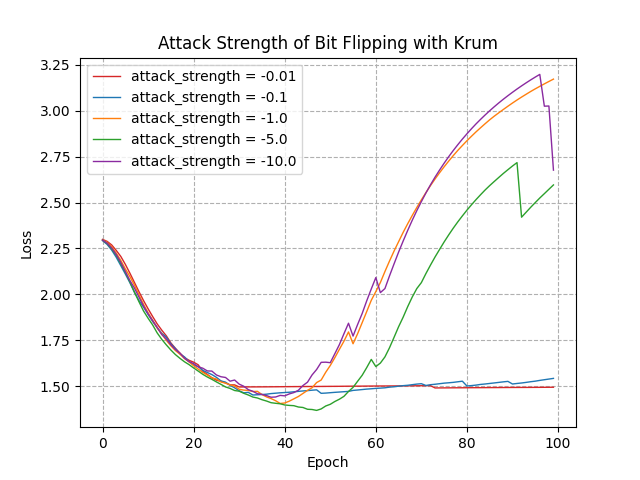 Attack Strength of Bit Flipping with Krum
3.25
3.00
2.75
2.50
2.25
2.00
1.75
1.50
Loss
attack_strength = -0.01
attack_strength = -0.1
attack_strength = -1.0
attack_strength = -5.0
attack_strength = -10.0
0 20 40 60 80 100
Epoch